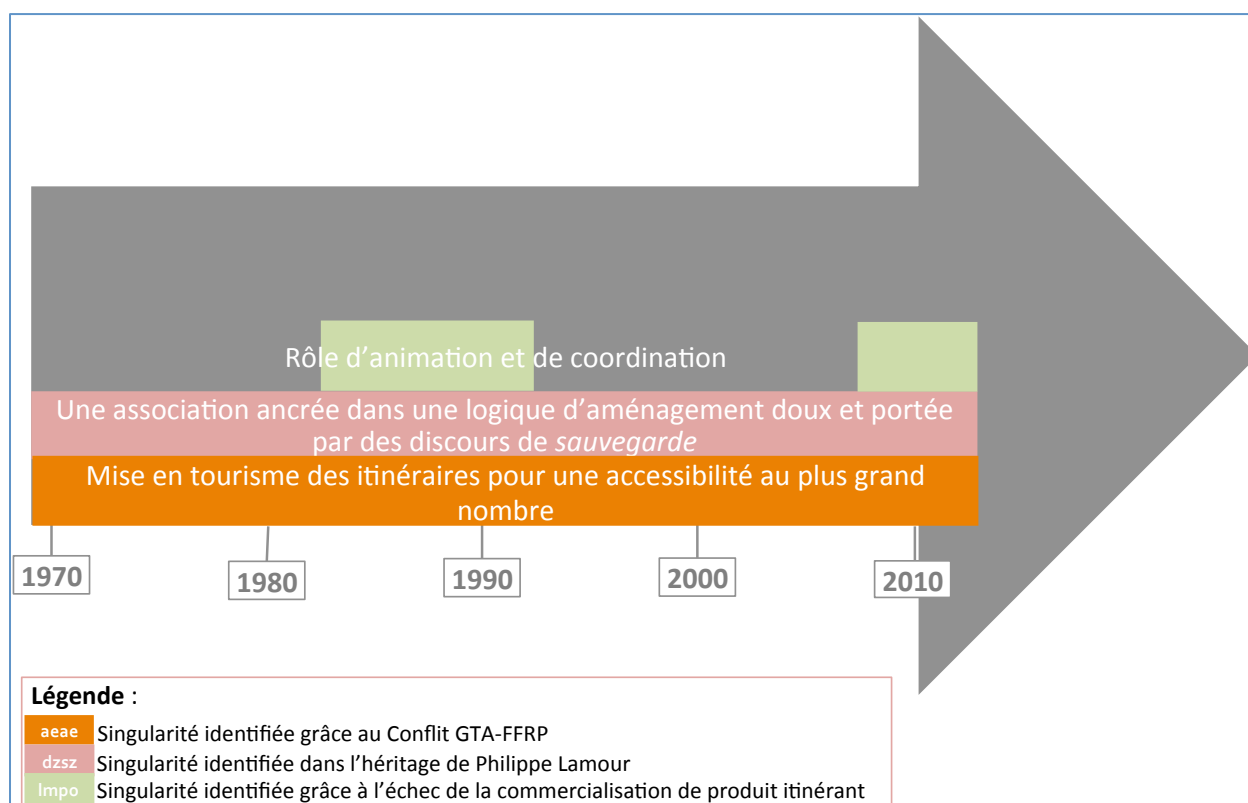 Rôle d'animation et de coordination
Une association ancrée dans une logique d'aménagement doux et portée
par des discours de sauvegarde
Mise en tourisme des itinéraires pour une accessibilité au plus grand
nombre
1970
1980
1990
2000
2010
Légende :
aeae Singularité identifiée grâce au Conflit GTA-FFRP
dzsz Singularité identifiée dans l'héritage de Philippe Lamour
lmpo Singularité identifiée grâce à l'échec de la commercialisation de produit itinérant